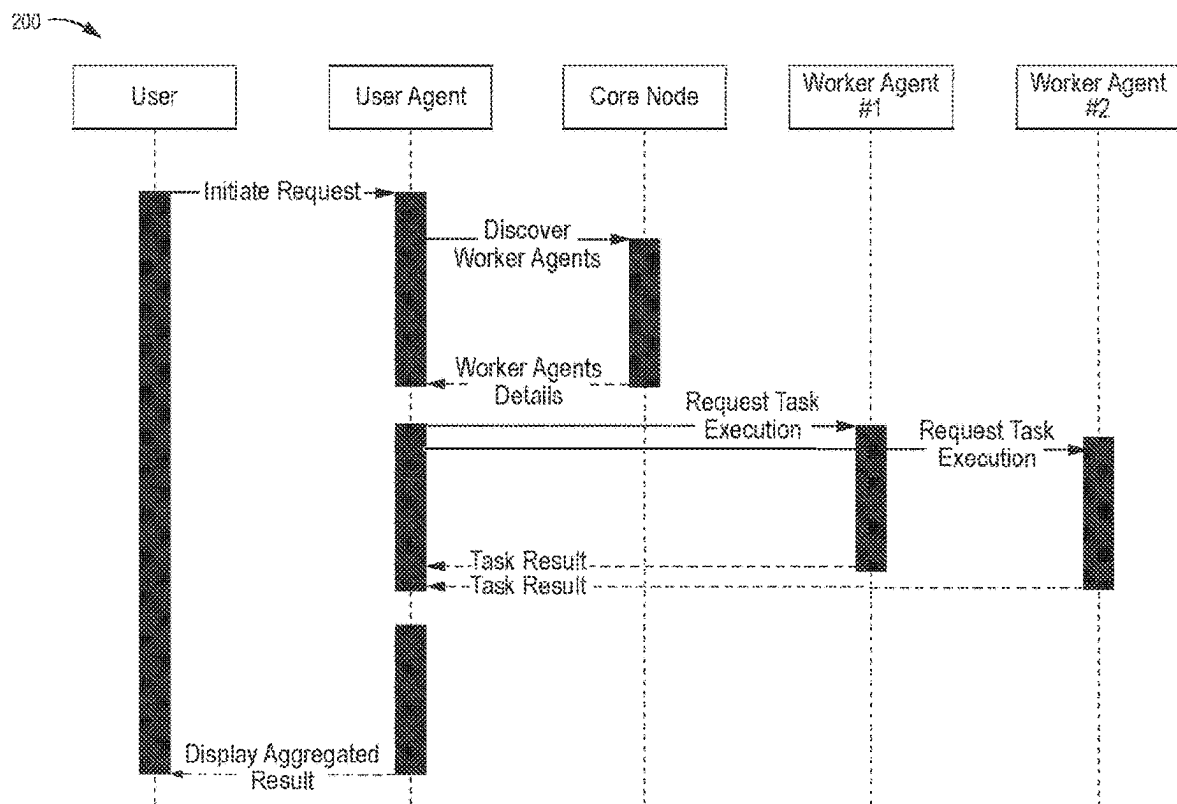 200
User
User Agent
Core Node
Worker Agent
#1
Worker Agent
#2
Initiate Request
Discover
Worker Agents
Worker Agents
Details
Request Task
Execution
Request Task
Execution
Task Result
Task Result
Display Aggregated
Result